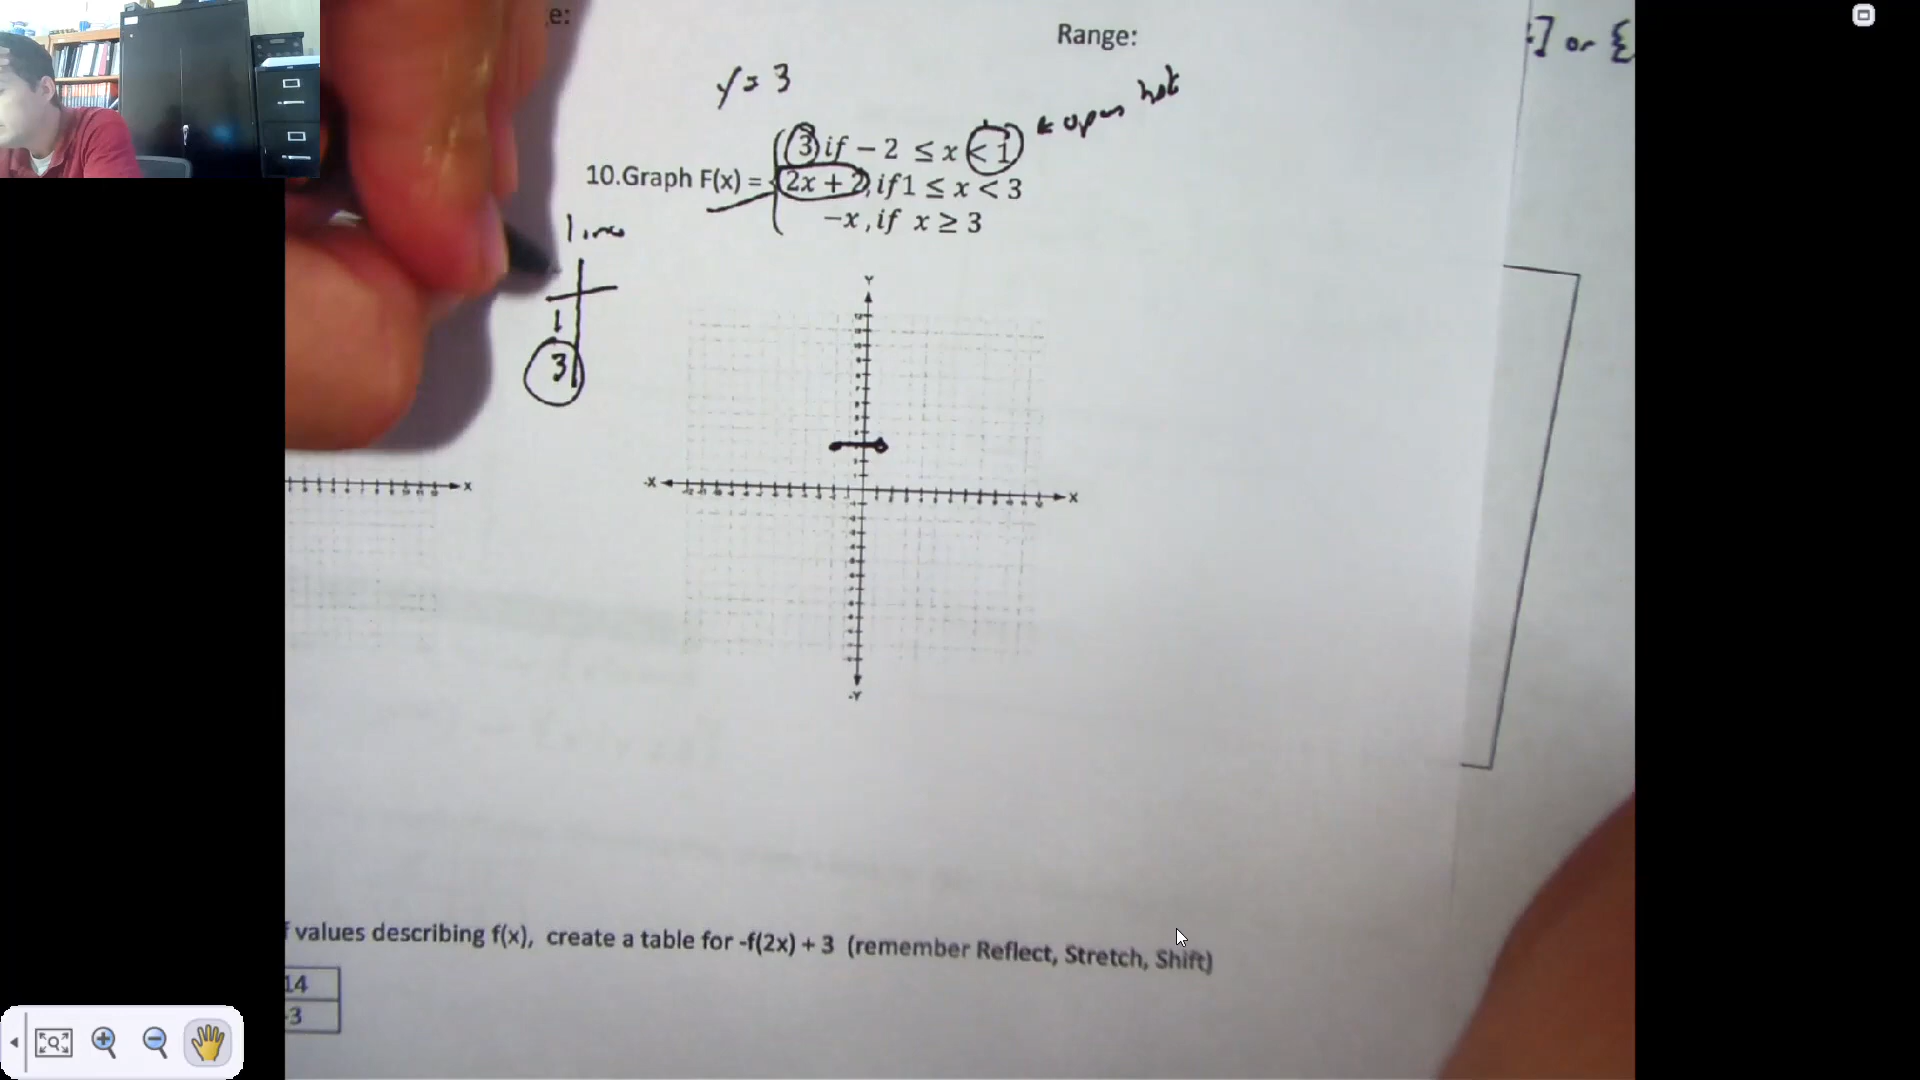 e:
Range:
:] or {
y = 3
← open hole
3 if − 2 ≤ x < 1
10.Graph F(x) = 2x + 2, if 1 ≤ x < 3
−x , if x ≥ 3
line
1
3
Y
-X
X
X
-Y
f values describing f(x), create a table for -f(2x) + 3 (remember Reflect, Stretch, Shift)
14
-3